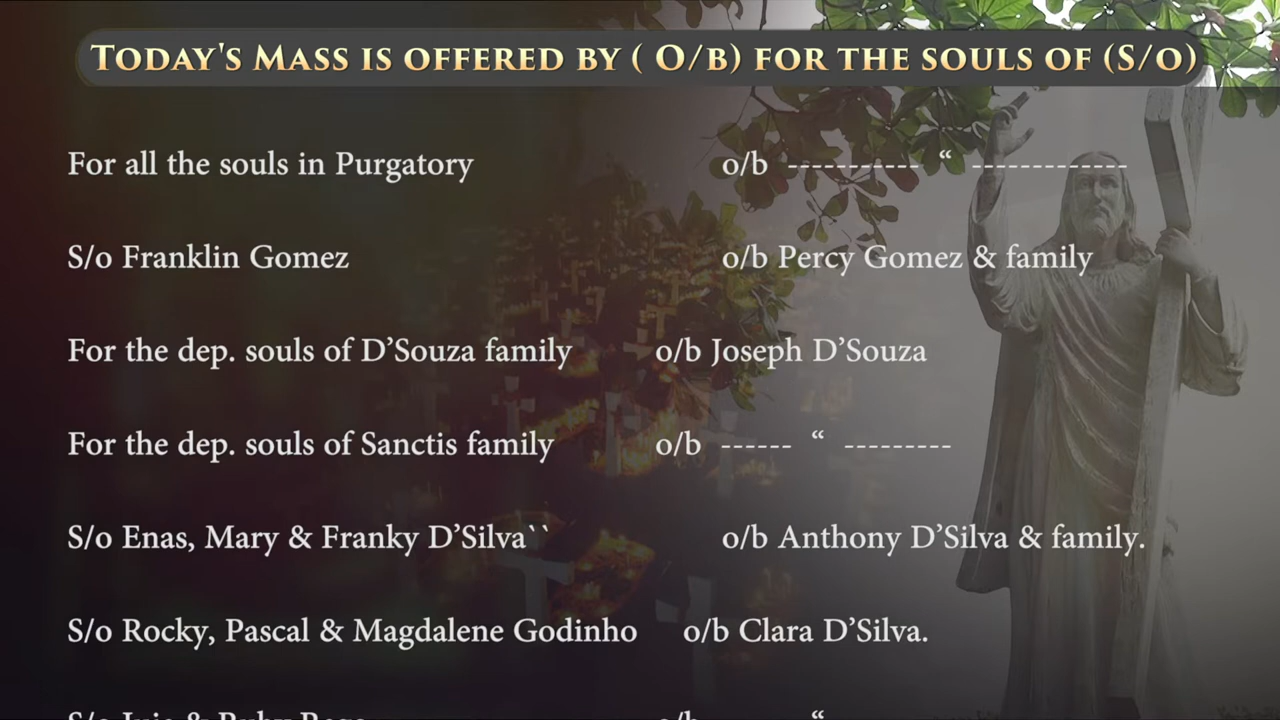 TODAY'S MASS IS OFFERED BY ( O/B) FOR THE SOULS OF (S/O)
For all the souls in Purgatory o/b ----------- “ -------------
S/o Franklin Gomez o/b Percy Gomez & family
For the dep. souls of D’Souza family o/b Joseph D’Souza
For the dep. souls of Sanctis family o/b ------ “ ---------
S/o Enas, Mary & Franky D’Silva`` o/b Anthony D’Silva & family.
S/o Rocky, Pascal & Magdalene Godinho o/b Clara D’Silva.
S/o & Ruby o/b “